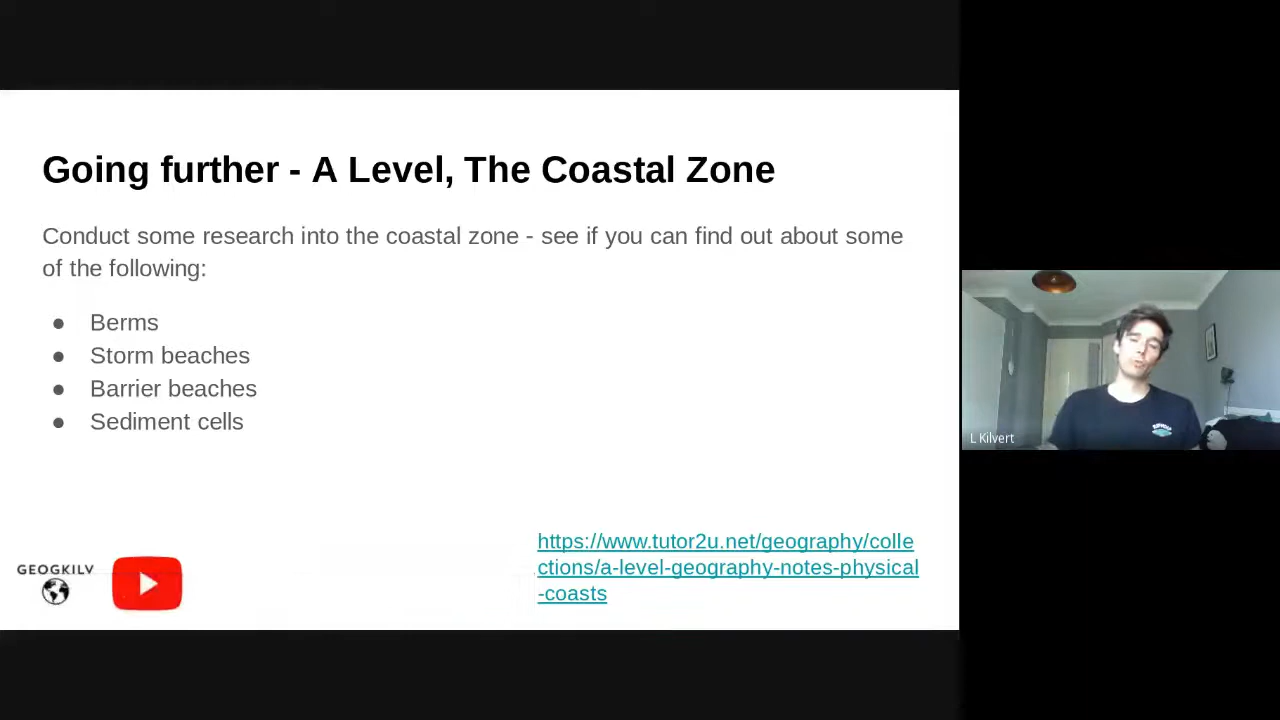 Going further - A Level, The Coastal Zone
Conduct some research into the coastal zone - see if you can find out about some
of the following:
● Berms
● Storm beaches
● Barrier beaches
● Sediment cells
https://www.tutor2u.net/geography/colle
ctions/a-level-geography-notes-physical
-coasts
GEOGKILV
L Kilvert